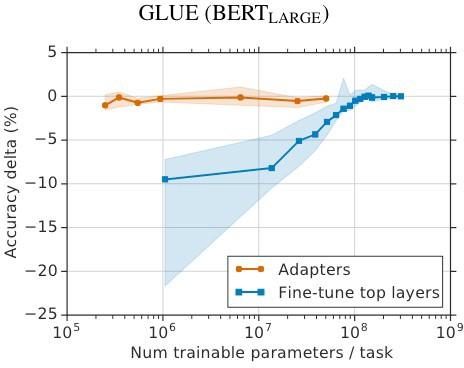 GLUE (BERT_LARGE)
5
0
−5
−10
−15
−20
−25
Accuracy delta (%)
Adapters
Fine-tune top layers
10^5 10^6 10^7 10^8 10^9
Num trainable parameters / task